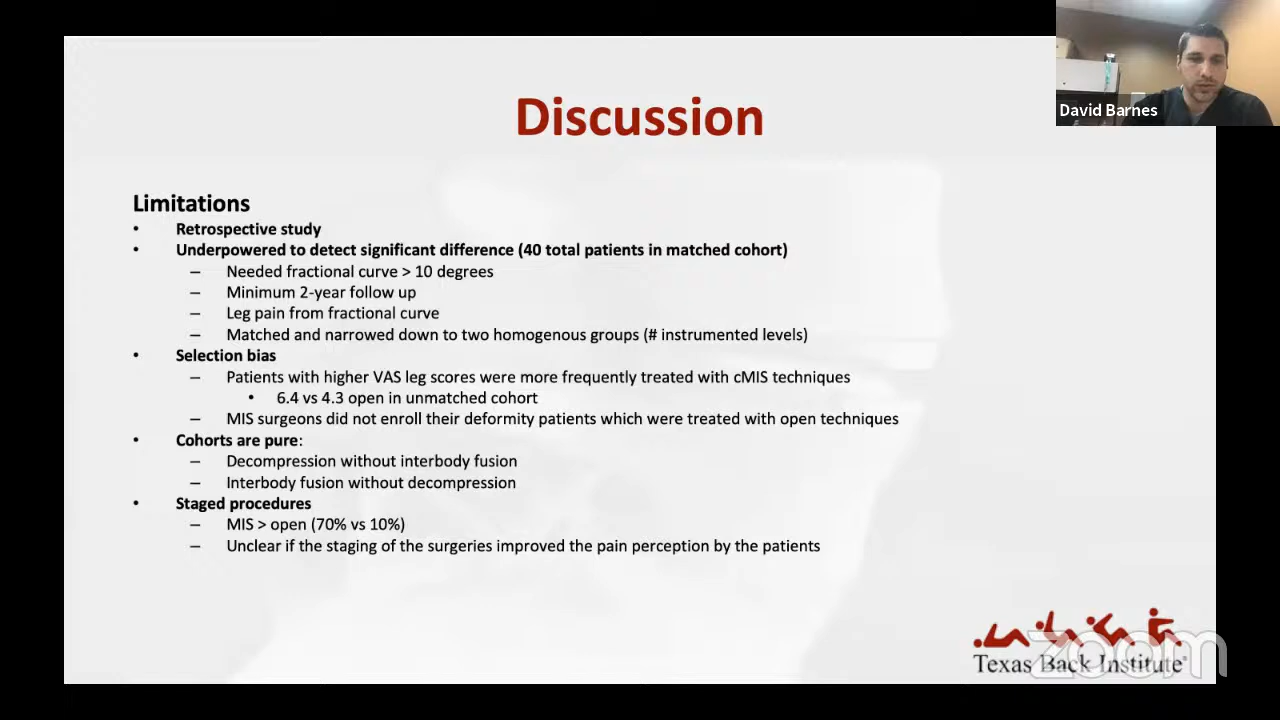 David Barnes
Discussion
Limitations
• Retrospective study
• Underpowered to detect significant difference (40 total patients in matched cohort)
– Needed fractional curve > 10 degrees
– Minimum 2-year follow up
– Leg pain from fractional curve
– Matched and narrowed down to two homogenous groups (# instrumented levels)
• Selection bias
– Patients with higher VAS leg scores were more frequently treated with cMIS techniques
• 6.4 vs 4.3 open in unmatched cohort
– MIS surgeons did not enroll their deformity patients which were treated with open techniques
• Cohorts are pure:
– Decompression without interbody fusion
– Interbody fusion without decompression
• Staged procedures
– MIS > open (70% vs 10%)
– Unclear if the staging of the surgeries improved the pain perception by the patients
zoom
Texas Back Institute®